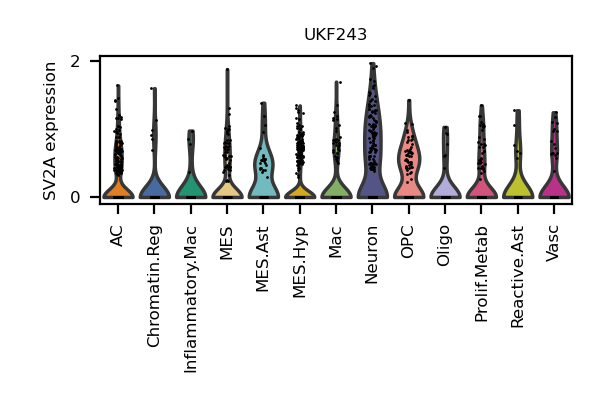 UKF243
SV2A expression
2
0
AC
Chromatin.Reg
Inflammatory.Mac
MES
MES.Ast
MES.Hyp
Mac
Neuron
OPC
Oligo
Prolif.Metab
Reactive.Ast
Vasc